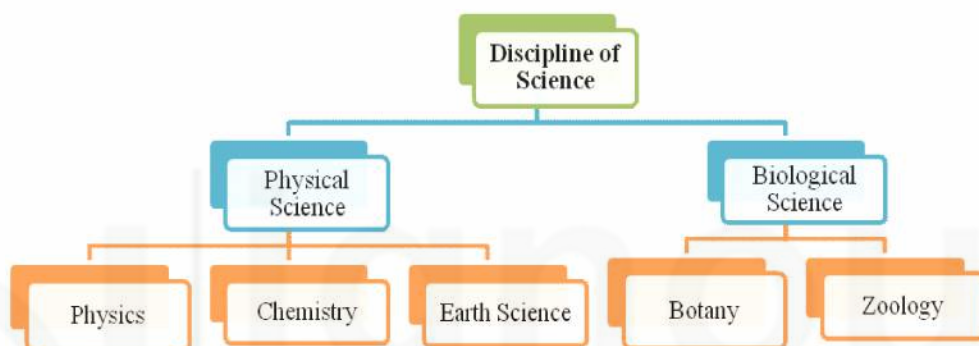 Discipline of
Science
Physical
Science
Biological
Science
Physics
Chemistry
Earth Science
Botany
Zoology